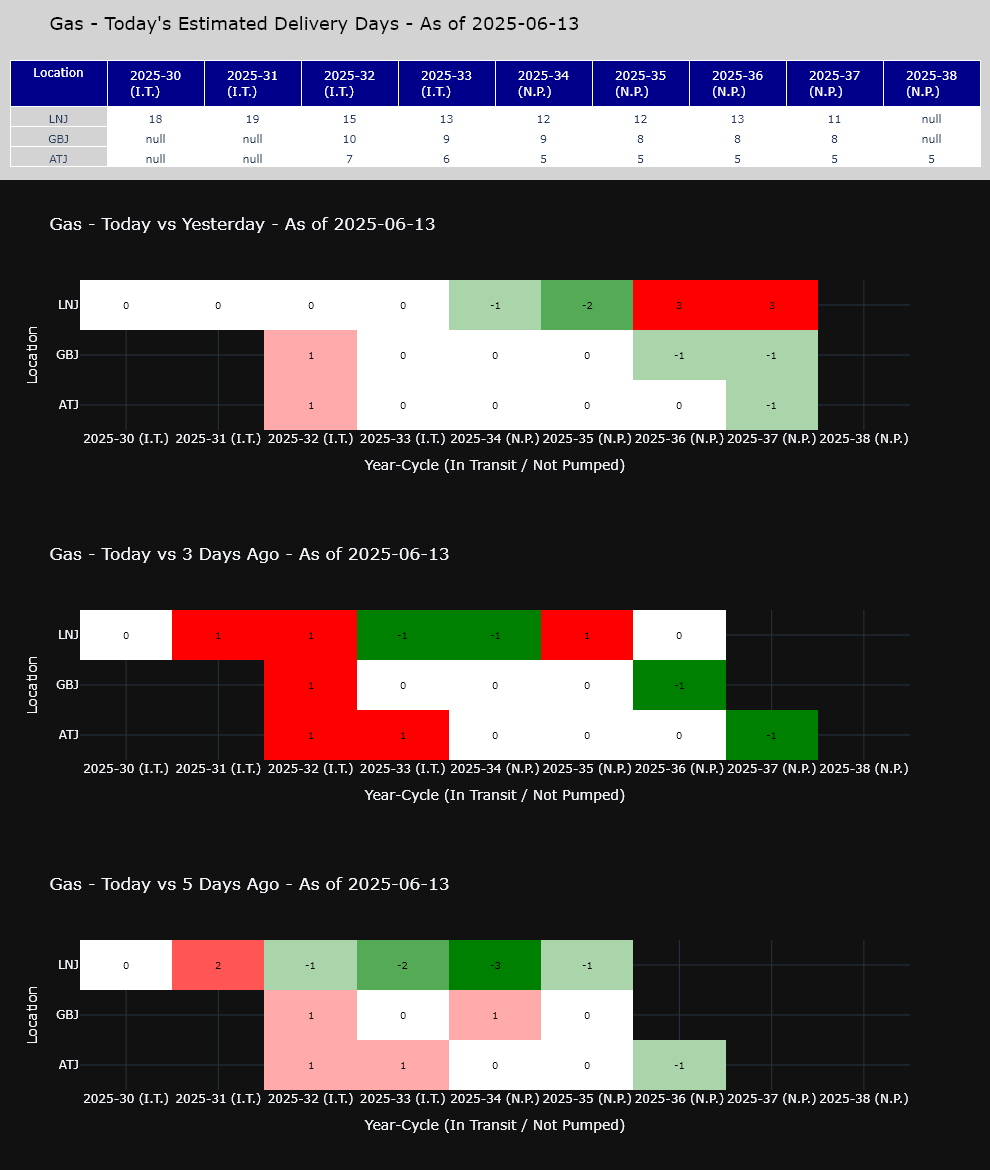 Gas - Today's Estimated Delivery Days - As of 2025-06-13
Location 2025-30 (I.T.) 2025-31 (I.T.) 2025-32 (I.T.) 2025-33 (I.T.) 2025-34 (N.P.) 2025-35 (N.P.) 2025-36 (N.P.) 2025-37 (N.P.) 2025-38 (N.P.)
LNJ 18 19 15 13 12 12 13 11 null
GBJ null null 10 9 9 8 8 8 null
ATJ null null 7 6 5 5 5 5 5
Gas - Today vs Yesterday - As of 2025-06-13
Location
LNJ 0 0 0 0 -1 -2 3 3
GBJ 1 0 0 0 -1 -1
ATJ 1 0 0 0 0 -1
2025-30 (I.T.) 2025-31 (I.T.) 2025-32 (I.T.) 2025-33 (I.T.) 2025-34 (N.P.) 2025-35 (N.P.) 2025-36 (N.P.) 2025-37 (N.P.) 2025-38 (N.P.)
Year-Cycle (In Transit / Not Pumped)
Gas - Today vs 3 Days Ago - As of 2025-06-13
Location
LNJ 0 1 1 -1 -1 1 0
GBJ 1 0 0 0 -1
ATJ 1 1 0 0 0 -1
2025-30 (I.T.) 2025-31 (I.T.) 2025-32 (I.T.) 2025-33 (I.T.) 2025-34 (N.P.) 2025-35 (N.P.) 2025-36 (N.P.) 2025-37 (N.P.) 2025-38 (N.P.)
Year-Cycle (In Transit / Not Pumped)
Gas - Today vs 5 Days Ago - As of 2025-06-13
Location
LNJ 0 2 -1 -2 -3 -1
GBJ 1 0 1 0
ATJ 1 1 0 0 -1
2025-30 (I.T.) 2025-31 (I.T.) 2025-32 (I.T.) 2025-33 (I.T.) 2025-34 (N.P.) 2025-35 (N.P.) 2025-36 (N.P.) 2025-37 (N.P.) 2025-38 (N.P.)
Year-Cycle (In Transit / Not Pumped)